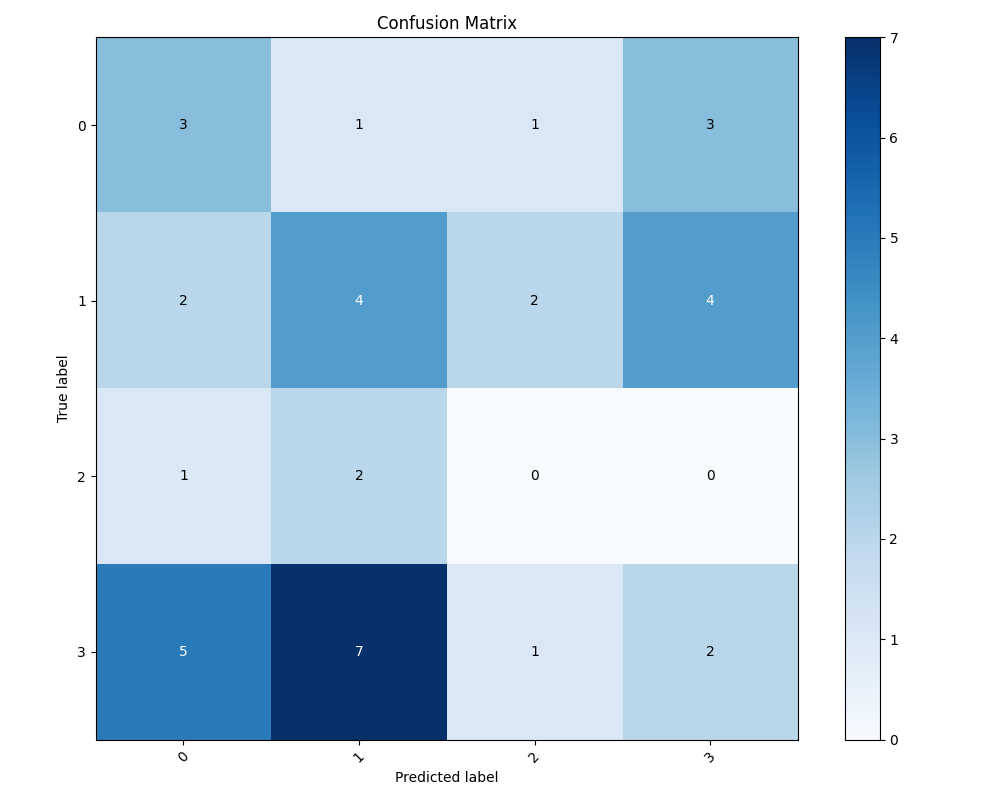 Confusion Matrix
0 3 1 1 3
1 2 4 2 4
2 1 2 0 0
3 5 7 1 2
0 1 2 3
True label
Predicted label
7
6
5
4
3
2
1
0